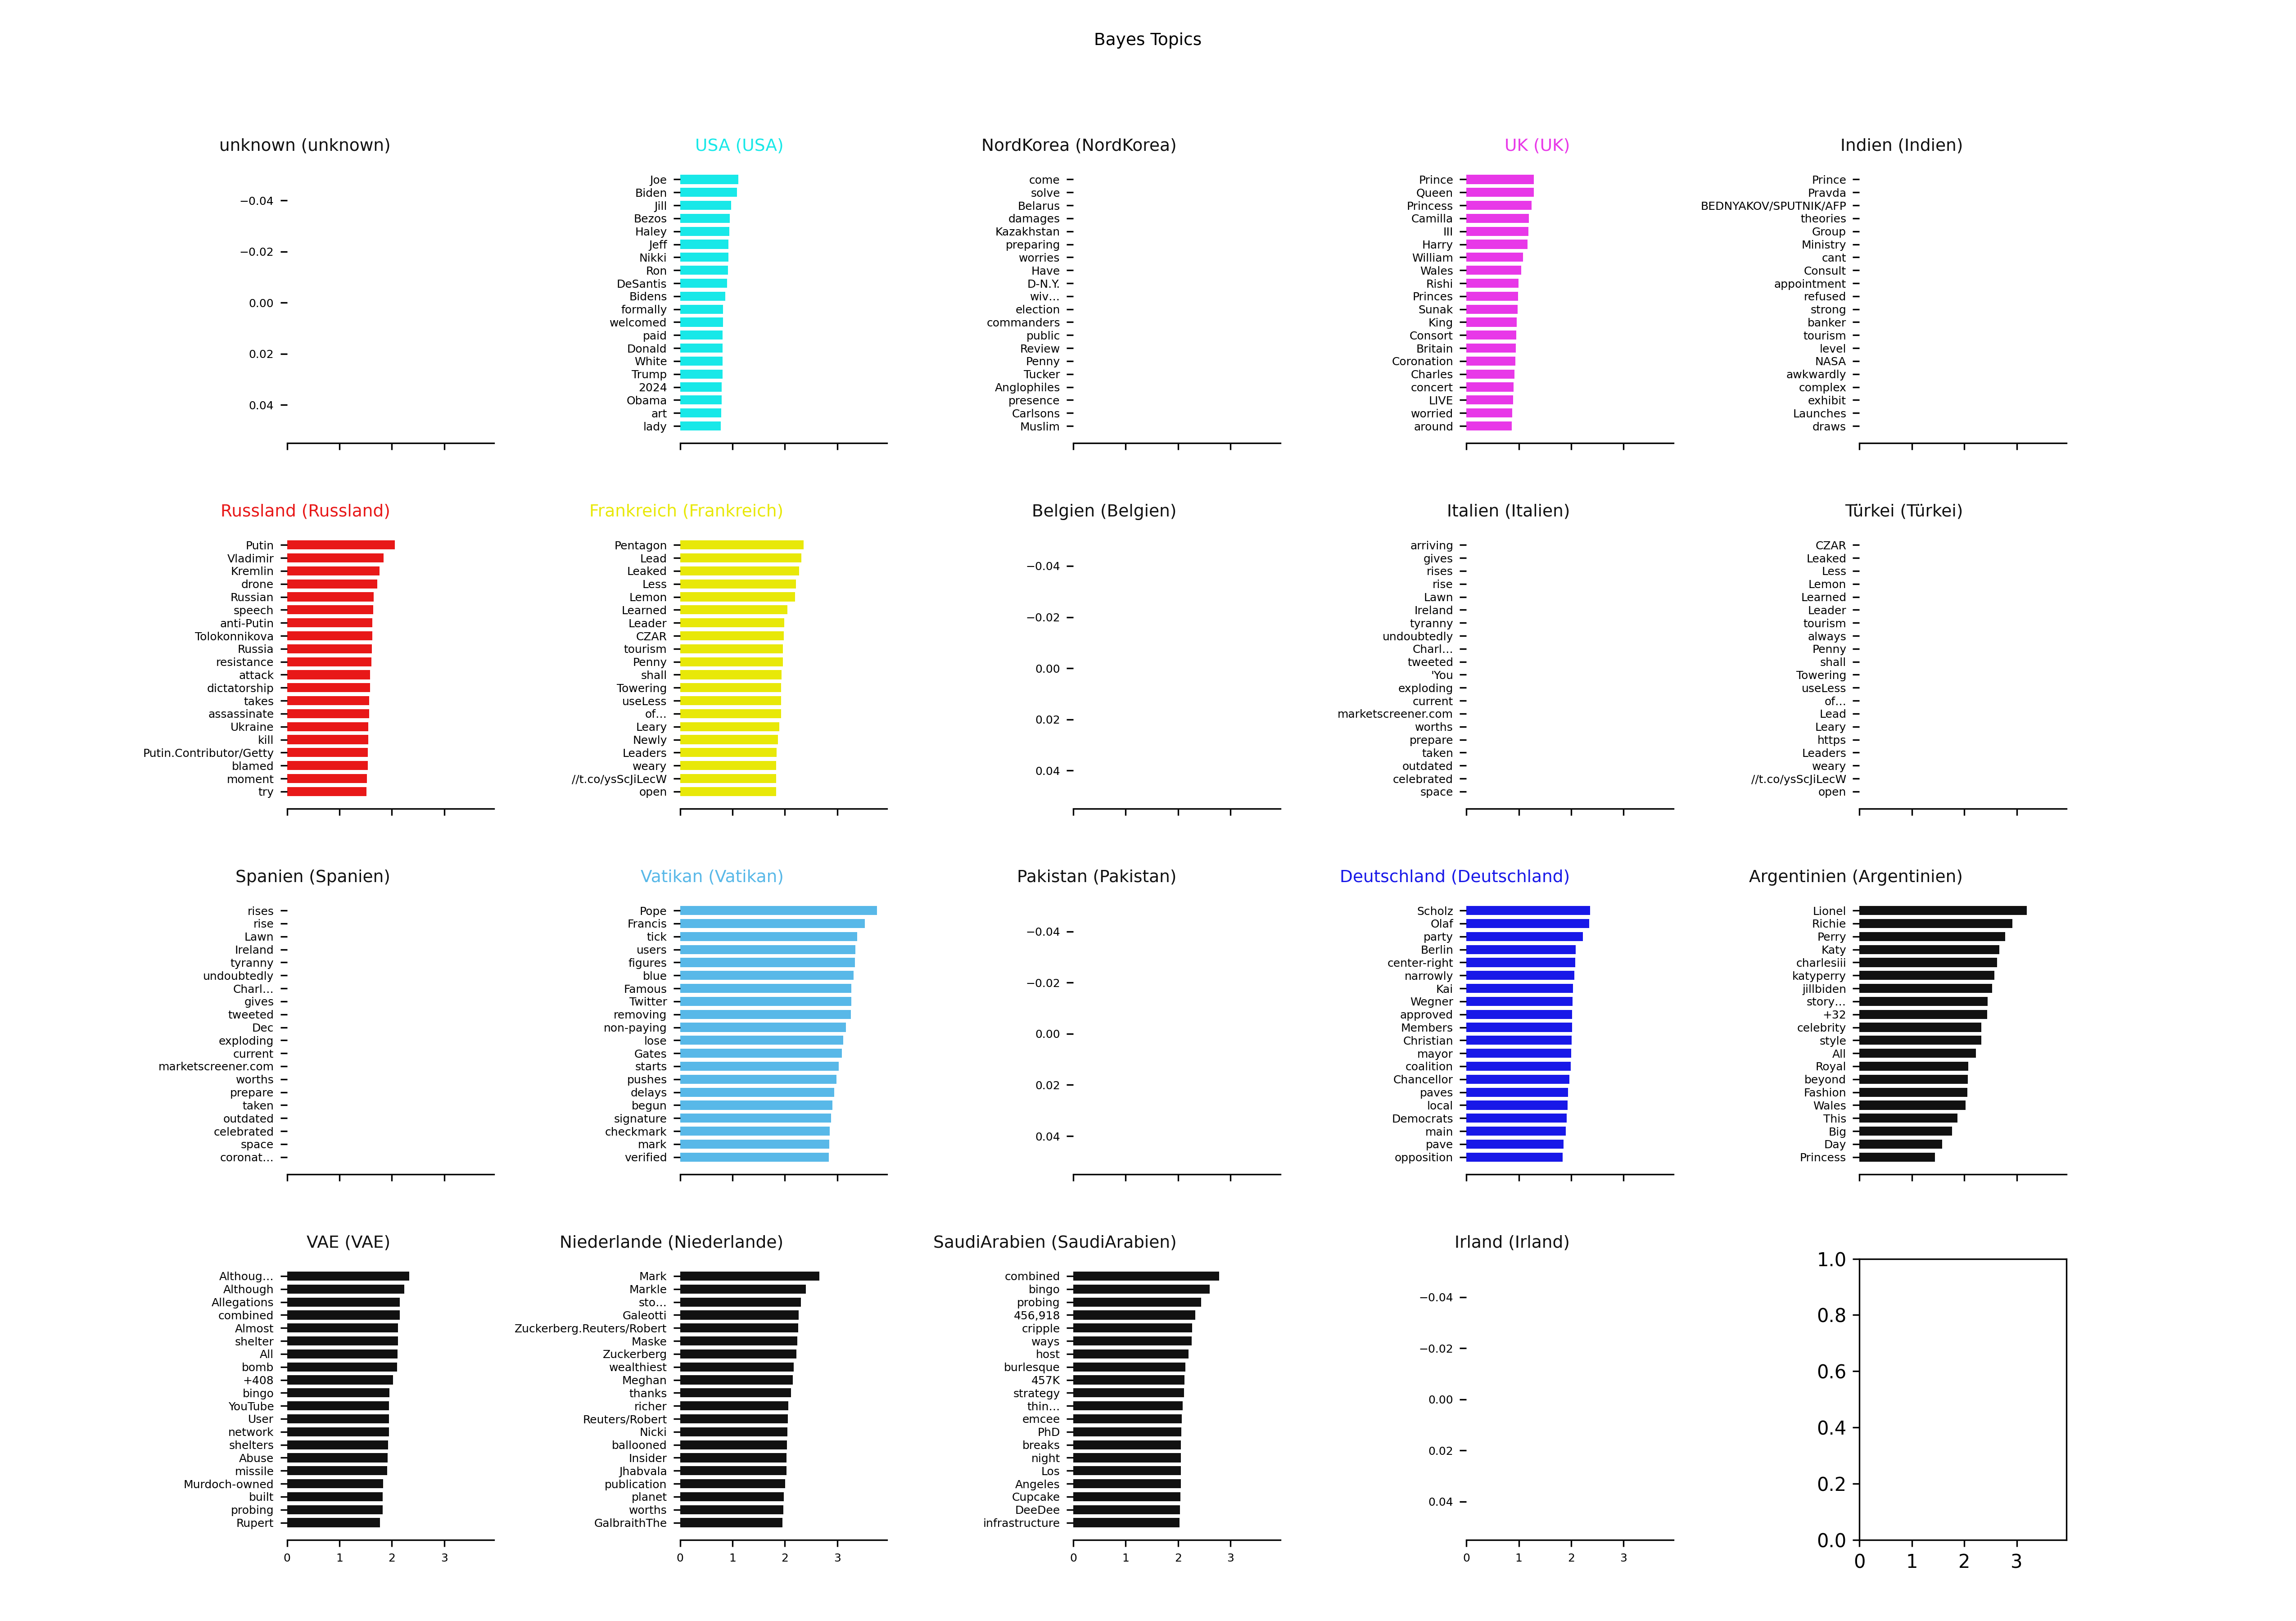 Bayes Topics
unknown (unknown)
−0.04
−0.02
0.00
0.02
0.04
USA (USA)
Joe
Biden
Jill
Bezos
Haley
Jeff
Nikki
Ron
DeSantis
Bidens
formally
welcomed
paid
Donald
White
Trump
2024
Obama
art
lady
NordKorea (NordKorea)
come
solve
Belarus
damages
Kazakhstan
preparing
worries
Have
D-N.Y.
wiv…
election
commanders
public
Review
Penny
Tucker
Anglophiles
presence
Carlsons
Muslim
UK (UK)
Prince
Queen
Princess
Camilla
III
Harry
William
Wales
Rishi
Princes
Sunak
King
Consort
Britain
Coronation
Charles
concert
LIVE
worried
around
Indien (Indien)
Prince
Pravda
BEDNYAKOV/SPUTNIK/AFP
theories
Group
Ministry
cant
Consult
appointment
refused
strong
banker
tourism
level
NASA
awkwardly
complex
exhibit
Launches
draws
Russland (Russland)
Putin
Vladimir
Kremlin
drone
Russian
speech
anti-Putin
Tolokonnikova
Russia
resistance
attack
dictatorship
takes
assassinate
Ukraine
kill
Putin.Contributor/Getty
blamed
moment
try
Frankreich (Frankreich)
Pentagon
Lead
Leaked
Less
Lemon
Learned
Leader
CZAR
tourism
Penny
shall
Towering
useLess
of…
Leary
Newly
Leaders
weary
//t.co/ysScJiLecW
open
Belgien (Belgien)
−0.04
−0.02
0.00
0.02
0.04
Italien (Italien)
arriving
gives
rises
rise
Lawn
Ireland
tyranny
undoubtedly
Charl…
tweeted
'You
exploding
current
marketscreener.com
worths
prepare
taken
outdated
celebrated
space
Türkei (Türkei)
CZAR
Leaked
Less
Lemon
Learned
Leader
tourism
always
Penny
shall
Towering
useLess
of…
Lead
Leary
https
Leaders
weary
//t.co/ysScJiLecW
open
Spanien (Spanien)
rises
rise
Lawn
Ireland
tyranny
undoubtedly
Charl…
gives
tweeted
Dec
exploding
current
marketscreener.com
worths
prepare
taken
outdated
celebrated
space
coronat…
Vatikan (Vatikan)
Pope
Francis
tick
users
figures
blue
Famous
Twitter
removing
non-paying
lose
Gates
starts
pushes
delays
begun
signature
checkmark
mark
verified
Pakistan (Pakistan)
−0.04
−0.02
0.00
0.02
0.04
Deutschland (Deutschland)
Scholz
Olaf
party
Berlin
center-right
narrowly
Kai
Wegner
approved
Members
Christian
mayor
coalition
Chancellor
paves
local
Democrats
main
pave
opposition
Argentinien (Argentinien)
Lionel
Richie
Perry
Katy
charlesiii
katyperry
jillbiden
story…
+32
celebrity
style
All
Royal
beyond
Fashion
Wales
This
Big
Day
Princess
VAE (VAE)
Althoug…
Although
Allegations
combined
Almost
shelter
All
bomb
+408
bingo
YouTube
User
network
shelters
Abuse
missile
Murdoch-owned
built
probing
Rupert
0 1 2 3
Niederlande (Niederlande)
Mark
Markle
sto…
Galeotti
Zuckerberg.Reuters/Robert
Maske
Zuckerberg
wealthiest
Meghan
thanks
richer
Reuters/Robert
Nicki
ballooned
Insider
Jhabvala
publication
planet
worths
GalbraithThe
0 1 2 3
SaudiArabien (SaudiArabien)
combined
bingo
probing
456,918
cripple
ways
host
burlesque
457K
strategy
thin…
emcee
PhD
breaks
night
Los
Angeles
Cupcake
DeeDee
infrastructure
0 1 2 3
Irland (Irland)
−0.04
−0.02
0.00
0.02
0.04
0 1 2 3
1.0
0.8
0.6
0.4
0.2
0.0
0 1 2 3